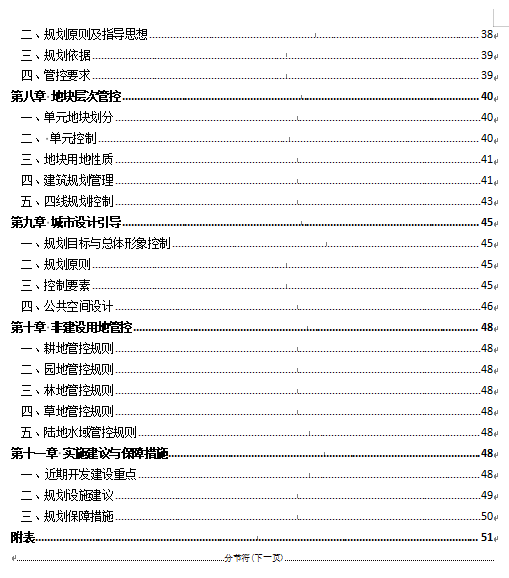 二、规划原则及指导思想 38
三、规划依据 39
四、管控要求 39
第八章 地块层次管控 40
一、单元地块划分 40
二、 单元控制 40
三、地块用地性质 41
四、建筑规划管理 41
五、四线规划控制 43
第九章 城市设计引导 45
一、规划目标与总体形象控制 45
二、规划原则 45
三、控制要素 45
四、公共空间设计 46
第十章 非建设用地管控 48
一、耕地管控规则 48
二、园地管控规则 48
三、林地管控规则 48
四、草地管控规则 48
五、陆地水域管控规则 48
第十一章 实施建议与保障措施 48
一、近期开发建设重点 48
二、规划设施建议 49
三、规划保障措施 50
附表 51
分节符(下一页)